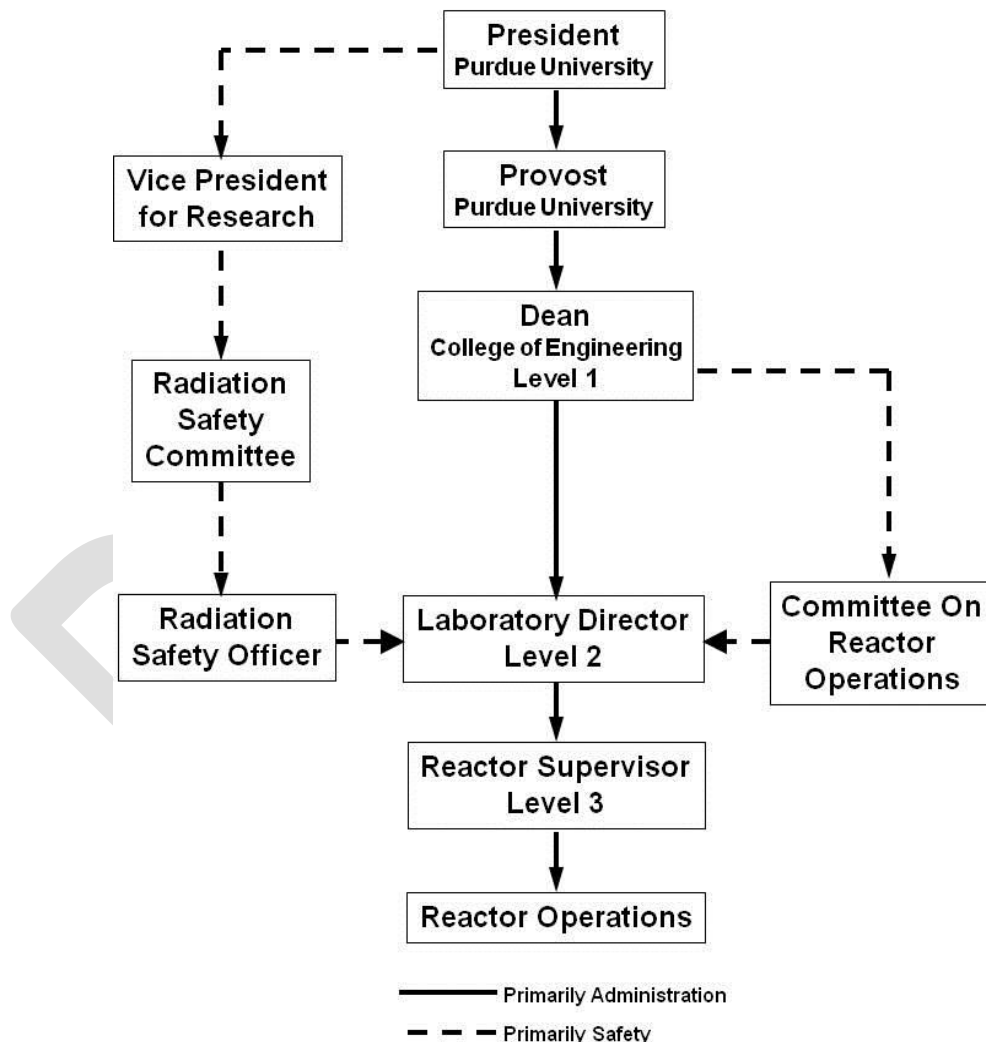 President
Purdue University
Vice President
for Research
Provost
Purdue University
Dean
College of Engineering
Level 1
Radiation
Safety
Committee
Radiation
Safety Officer
Laboratory Director
Level 2
Committee On
Reactor
Operations
Reactor Supervisor
Level 3
Reactor Operations
Primarily Administration
Primarily Safety